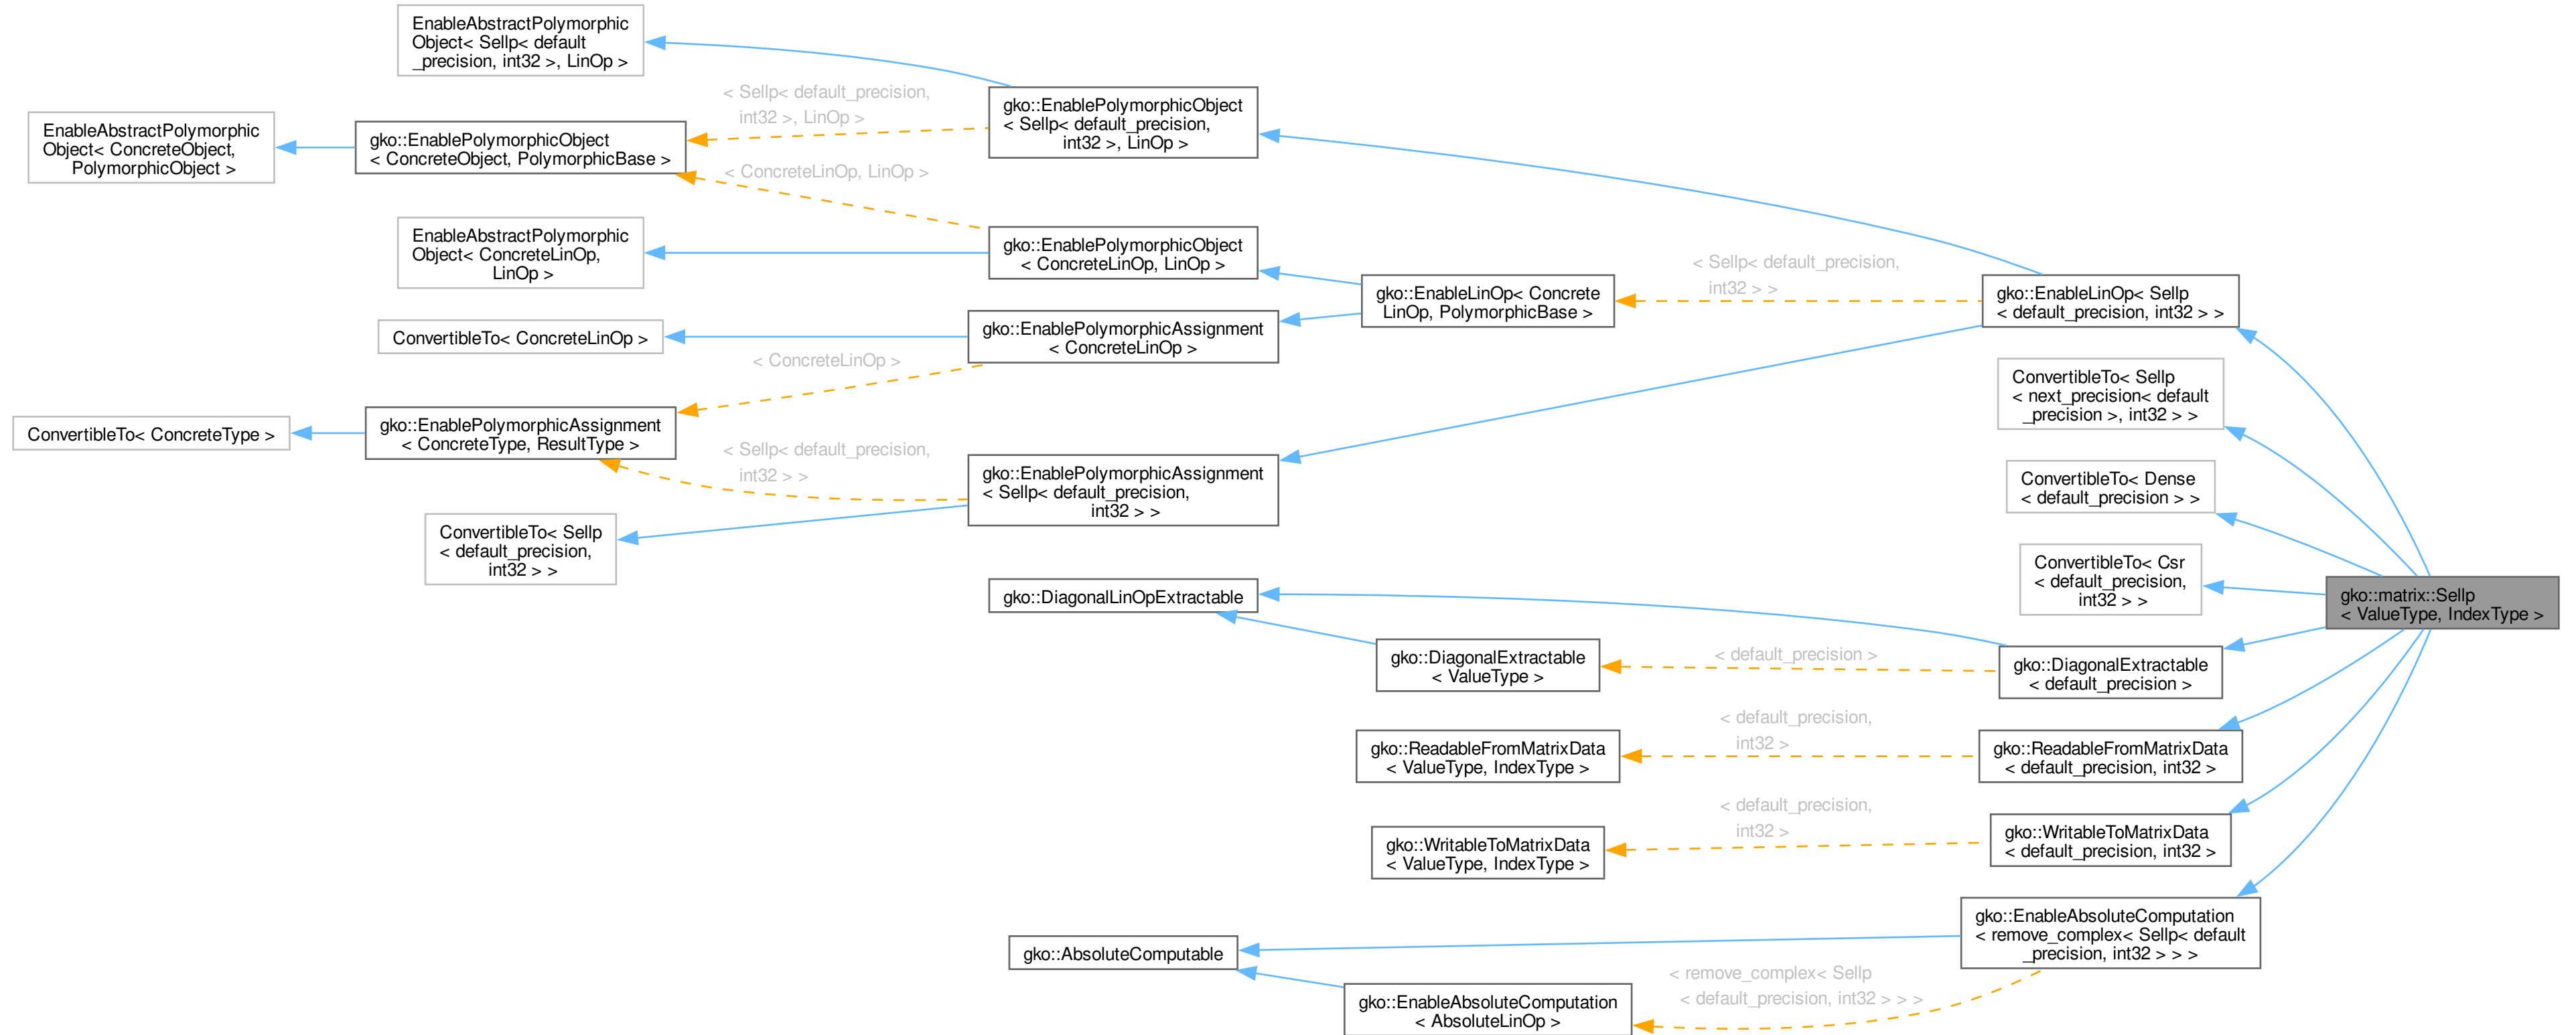 EnableAbstractPolymorphic
Object< Sellp< default
_precision, int32 >, LinOp >
EnableAbstractPolymorphic
Object< ConcreteObject,
PolymorphicObject >
gko::EnablePolymorphicObject
< ConcreteObject, PolymorphicBase >
< Sellp< default_precision,
int32 >, LinOp >
< ConcreteLinOp, LinOp >
gko::EnablePolymorphicObject
< Sellp< default_precision,
int32 >, LinOp >
EnableAbstractPolymorphic
Object< ConcreteLinOp,
LinOp >
gko::EnablePolymorphicObject
< ConcreteLinOp, LinOp >
gko::EnableLinOp< Concrete
LinOp, PolymorphicBase >
< Sellp< default_precision,
int32 > >
gko::EnableLinOp< Sellp
< default_precision, int32 > >
ConvertibleTo< ConcreteLinOp >
gko::EnablePolymorphicAssignment
< ConcreteLinOp >
< ConcreteLinOp >
ConvertibleTo< ConcreteType >
gko::EnablePolymorphicAssignment
< ConcreteType, ResultType >
< Sellp< default_precision,
int32 > >
gko::EnablePolymorphicAssignment
< Sellp< default_precision,
int32 > >
ConvertibleTo< Sellp
< default_precision,
int32 > >
ConvertibleTo< Sellp
< next_precision< default
_precision >, int32 > >
ConvertibleTo< Dense
< default_precision > >
ConvertibleTo< Csr
< default_precision,
int32 > >
gko::matrix::Sellp
< ValueType, IndexType >
gko::DiagonalLinOpExtractable
gko::DiagonalExtractable
< ValueType >
< default_precision >
gko::DiagonalExtractable
< default_precision >
gko::ReadableFromMatrixData
< ValueType, IndexType >
< default_precision,
int32 >
gko::ReadableFromMatrixData
< default_precision, int32 >
gko::WritableToMatrixData
< ValueType, IndexType >
< default_precision,
int32 >
gko::WritableToMatrixData
< default_precision, int32 >
gko::AbsoluteComputable
gko::EnableAbsoluteComputation
< AbsoluteLinOp >
< remove_complex< Sellp
< default_precision, int32 > > >
gko::EnableAbsoluteComputation
< remove_complex< Sellp< default
_precision, int32 > > >